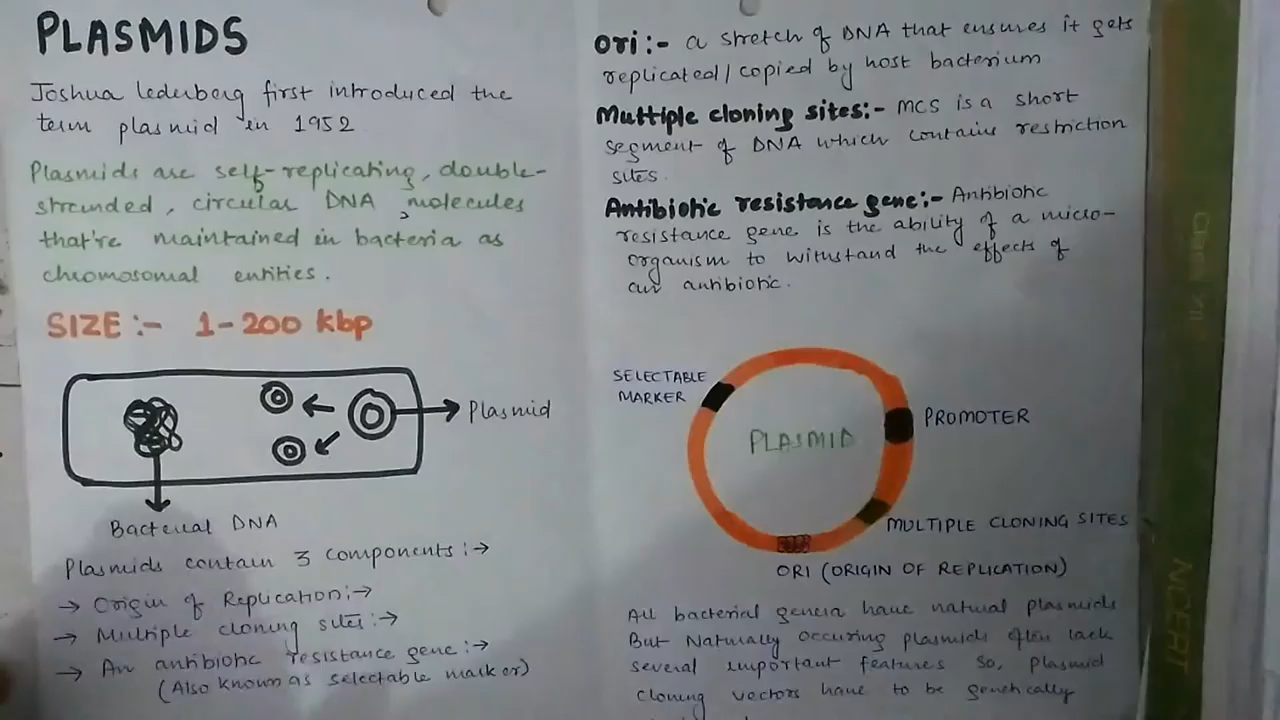 PLASMIDS
Joshua lederberg first introduced the
term plasmid in 1952
Plasmids are self-replicating, double-
stranded, circular DNA molecules
that're maintained in bacteria as
chromosomal entities.
SIZE :- 1-200 kbp
Plasmid
Bacterial DNA
Plasmids contain 3 components :→
→ Origin of Replication :→
→ Multiple cloning sites :→
→ An antibiotic resistance gene :→
(Also known as selectable marker)
Ori :- a stretch of DNA that ensures it gets
replicated/copied by host bacterium
Multiple cloning sites:- MCS is a short
segment of DNA which contains restriction
sites.
Antibiotic resistance gene:- Antibiotic
resistance gene is the ability of a micro-
organism to withstand the effects of
an antibiotic.
SELECTABLE
MARKER
PLASMID
PROMOTER
MULTIPLE CLONING SITES
ORI (ORIGIN OF REPLICATION)
All bacterial genera have natural plasmids
But Naturally occuring plasmids often lack
several important features so, plasmid
cloning vectors have to be genetically
Class XII
NCERT